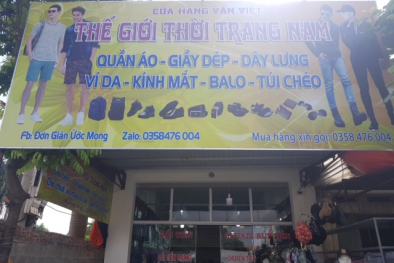 CỬA HÀNG VĂN VIỆT
THẾ GIỚI THỜI TRANG NAM
QUẦN ÁO - GIẦY DÉP - DÂY LƯNG
VÍ DA - KÍNH MẮT - BALO - TÚI CHÉO
Fb: Đơn Giản Ước Mong Zalo: 0358476 004 Mua hàng xin gọi: 0358 476 004